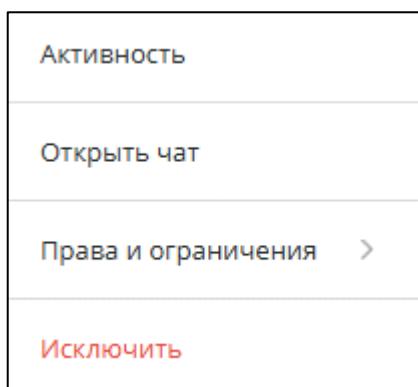 Активность
Открыть чат
Права и ограничения
Исключить